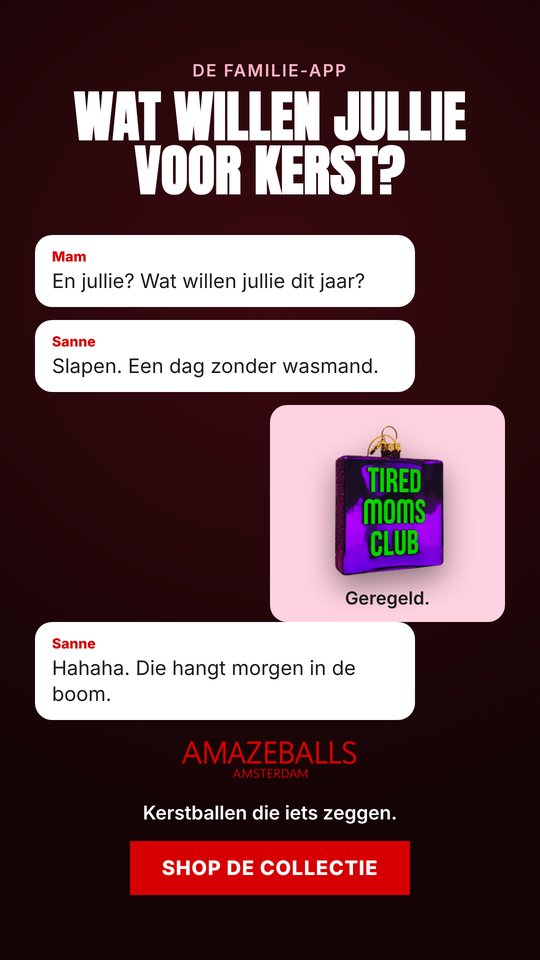 DE FAMILIE-APP
WAT WILLEN JULLIE
VOOR KERST?
Mam
En jullie? Wat willen jullie dit jaar?
Sanne
Slapen. Een dag zonder wasmand.
TIRED
MOMS
CLUB
Geregeld.
Sanne
Hahaha. Die hangt morgen in de
boom.
AMAZEBALLS
AMSTERDAM
Kerstballen die iets zeggen.
SHOP DE COLLECTIE